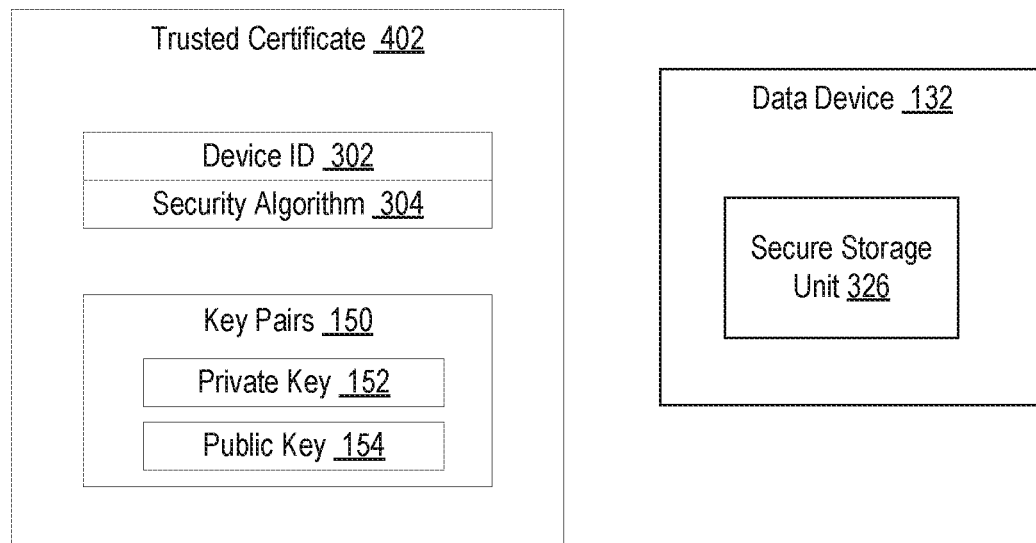 Trusted Certificate 402
Device ID 302
Security Algorithm 304
Key Pairs 150
Private Key 152
Public Key 154
Data Device 132
Secure Storage
Unit 326